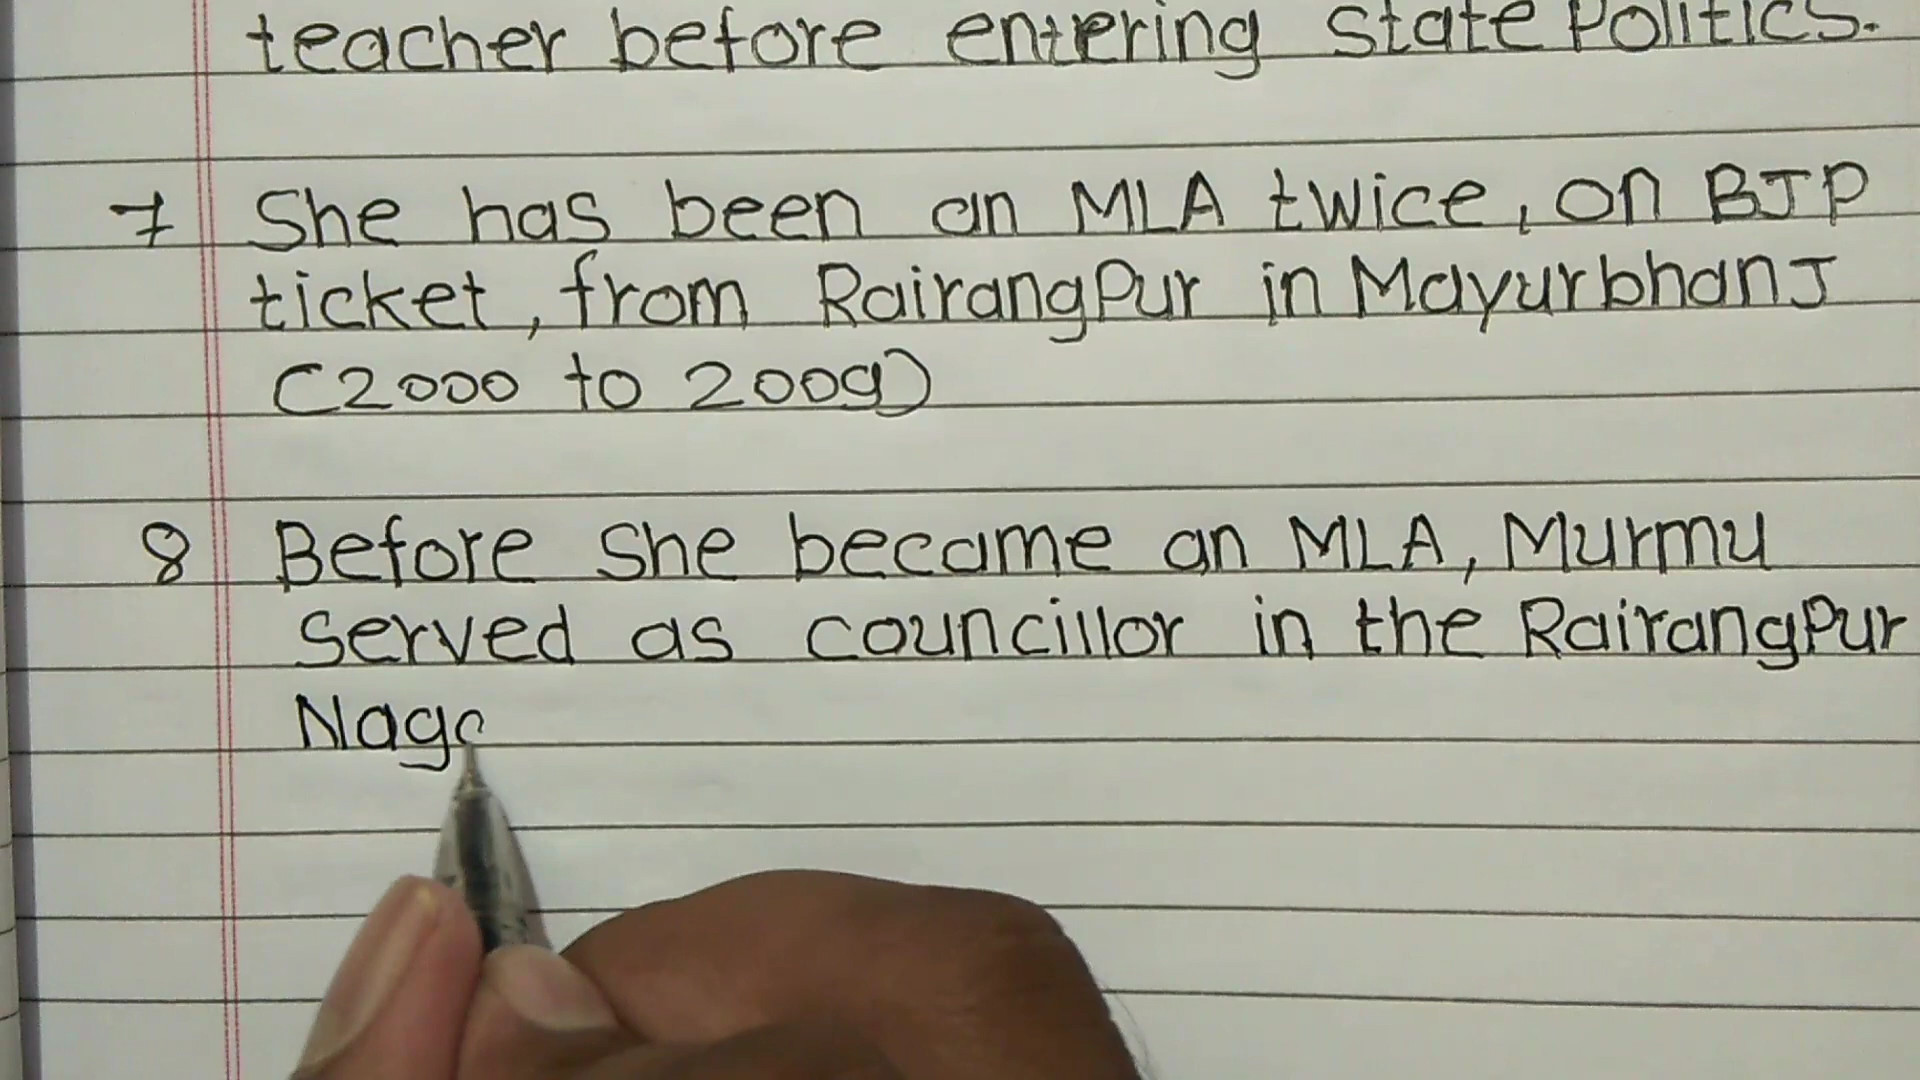 teacher before entering state Politics.
7 She has been an MLA twice, on BJP
ticket, from RairangPur in MayurbhanJ
(2000 to 2009)
8 Before She became an MLA, Murmu
Served as councillor in the RairangPur
Naga